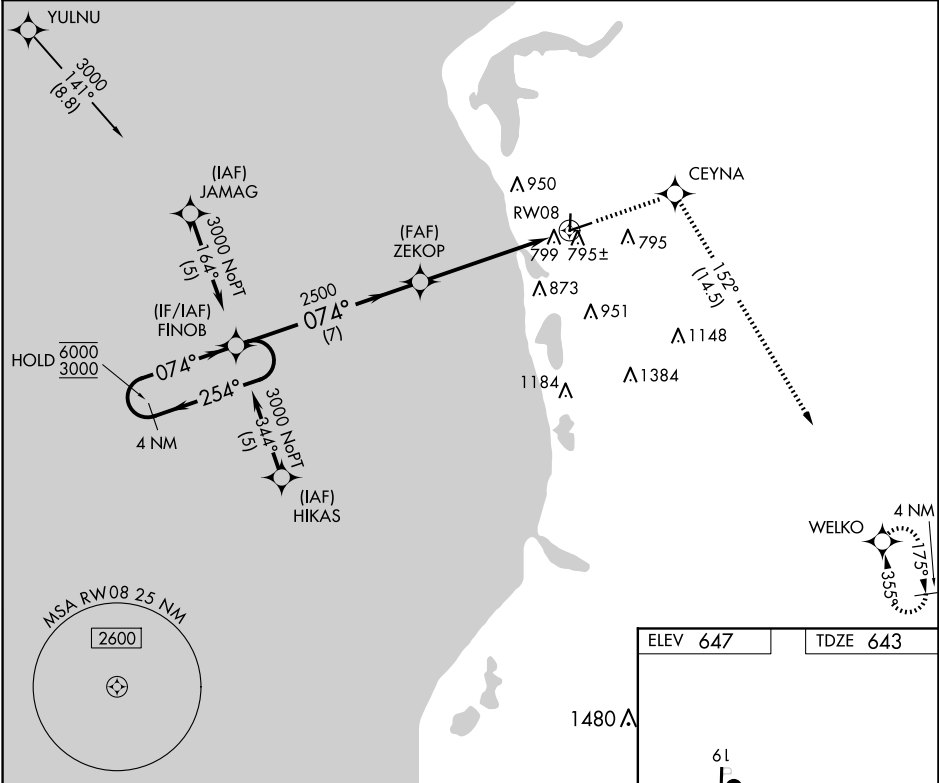 YULNU
3000
141°
(8.8)
(IAF)
JAMAG
3000 NoPT
164°
(5)
(IF/IAF)
FINOB
HOLD 6000
3000
074°
254°
4 NM
2500
074°
(7)
(FAF)
ZEKOP
3000 NoPT
344°
(5)
(IAF)
HIKAS
950
RW08
799 795±
795
CEYNA
873
951
1148
1184
1384
152°
(14.5)
WELKO
4 NM
175°
355°
MSA RW08 25 NM
2600
1480
ELEV 647
TDZE 643
19